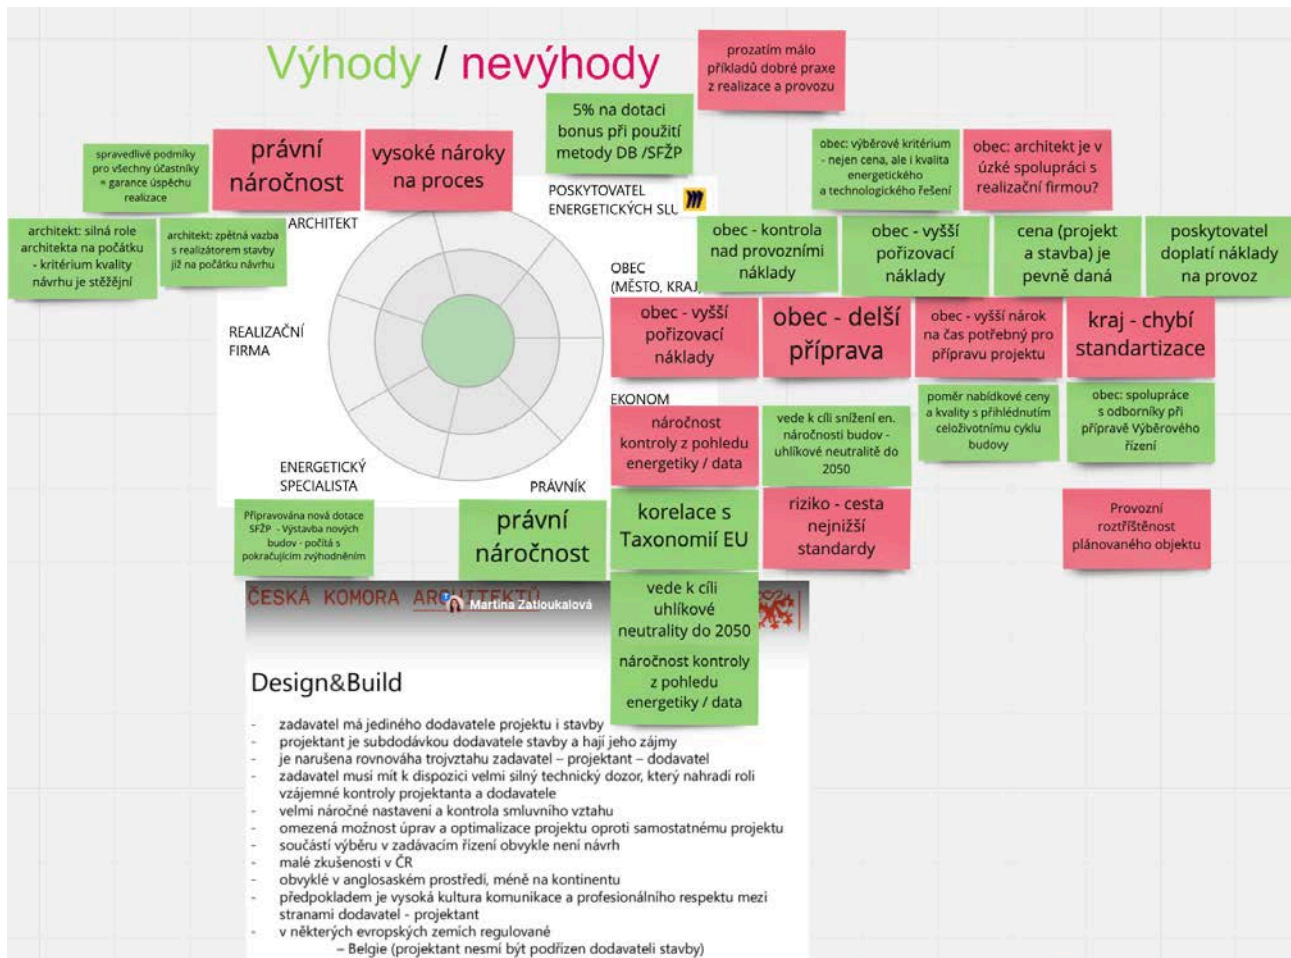 Výhody / nevýhody
prozatím málo
příkladů dobré praxe
z realizace a provozu
5% na dotaci
bonus při použití
metody DB /SFŽP
spravedlivé podmíky
pro všechny účastníky
= garance úspěchu
realizace
právní
náročnost
vysoké nároky
na proces
obec: výběrové kritérium
- nejen cena, ale i kvalita
energetického
a technologického řešení
obec: architekt je v
úzké spolupráci s
realizační firmou?
POSKYTOVATEL
ENERGETICKÝCH SLU
ARCHITEKT
architekt: silná role
architekta na počátku
- kritérium kvality
návrhu je stěžějní
architekt: zpětná vazba
s realizátorem stavby
již na počátku návrhu
obec - kontrola
nad provozními
náklady
obec - vyšší
pořizovací
náklady
cena (projekt
a stavba) je
pevně daná
poskytovatel
doplatí náklady
na provoz
OBEC
(MĚSTO, KRAJ)
REALIZAČNÍ
FIRMA
obec - vyšší
pořizovací
náklady
obec - delší
příprava
obec - vyšší nárok
na čas potřebný pro
přípravu projektu
kraj - chybí
standartizace
EKONOM
náročnost
kontroly z pohledu
energetiky / data
vede k cíli snížení en.
náročnosti budov -
uhlíkové neutralitě do
2050
poměr nabídkové ceny
a kvality s přihlédnutím
celoživotnímu cyklu
budovy
obec: spolupráce
s odborníky při
přípravě Výběrového
řízení
ENERGETICKÝ
SPECIALISTA
PRÁVNÍK
Připravována nová dotace
SFŽP - Výstavba nových
budov - počítá s
pokračujícím zvýhodněním
právní
náročnost
korelace s
Taxonomií EU
riziko - cesta
nejnižší
standardy
Provozní
roztříštěnost
plánovaného objektu
vede k cíli
uhlíkové
neutrality do 2050
náročnost kontroly
z pohledu
energetiky / data
ČESKÁ KOMORA ARCHITEKTŮ
Martina Zatloukalová
Design&Build
- zadavatel má jediného dodavatele projektu i stavby
- projektant je subdodávkou dodavatele stavby a hají jeho zájmy
- je narušena rovnováha trojvztahu zadavatel – projektant – dodavatel
- zadavatel musí mít k dispozici velmi silný technický dozor, který nahradí roli
vzájemné kontroly projektanta a dodavatele
- velmi náročné nastavení a kontrola smluvního vztahu
- omezená možnost úprav a optimalizace projektu oproti samostatnému projektu
- součástí výběru v zadávacím řízení obvykle není návrh
- malé zkušenosti v ČR
- obvyklé v anglosaském prostředí, méně na kontinentu
- předpokladem je vysoká kultura komunikace a profesionálního respektu mezi
stranami dodavatel - projektant
- v některých evropských zemích regulované
– Belgie (projektant nesmí být podřízen dodavateli stavby)